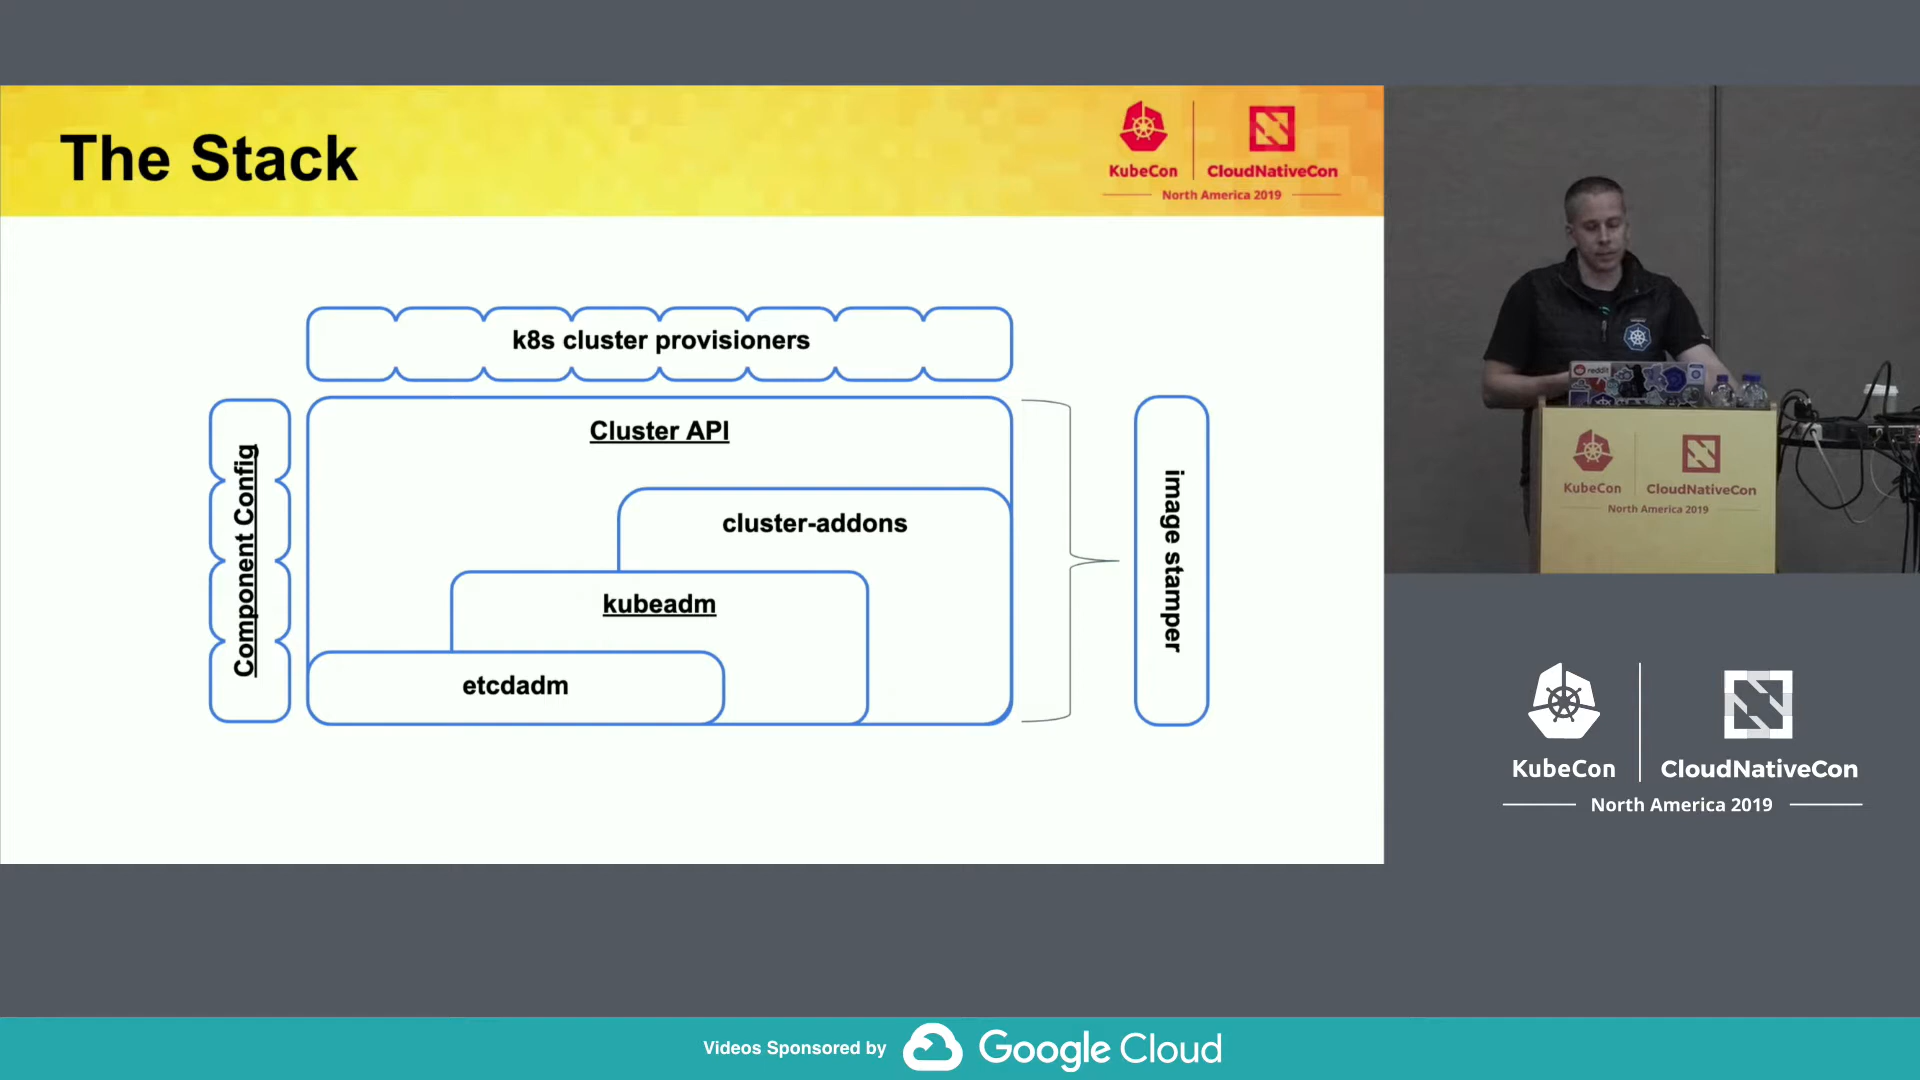 The Stack
KubeCon
CloudNativeCon
North America 2019
k8s cluster provisioners
Component Config
Cluster API
cluster-addons
kubeadm
etcdadm
image stamper
reddit
KubeCon
CloudNativeCon
North America 2019
KubeCon
CloudNativeCon
North America 2019
Videos Sponsored by
Google Cloud